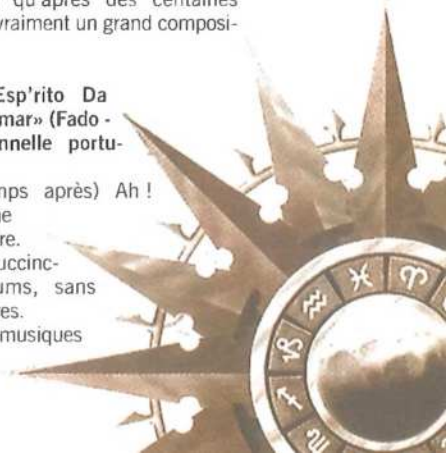 qu'après des centaines
vraiment un grand composi-
Esp'rito Da
mar» (Fado -
nnelle portu-
mps après) Ah !
ne
re.
uccinc-
ums, sans
es.
musiques
♓ ♈
♒
♑
♐
♏